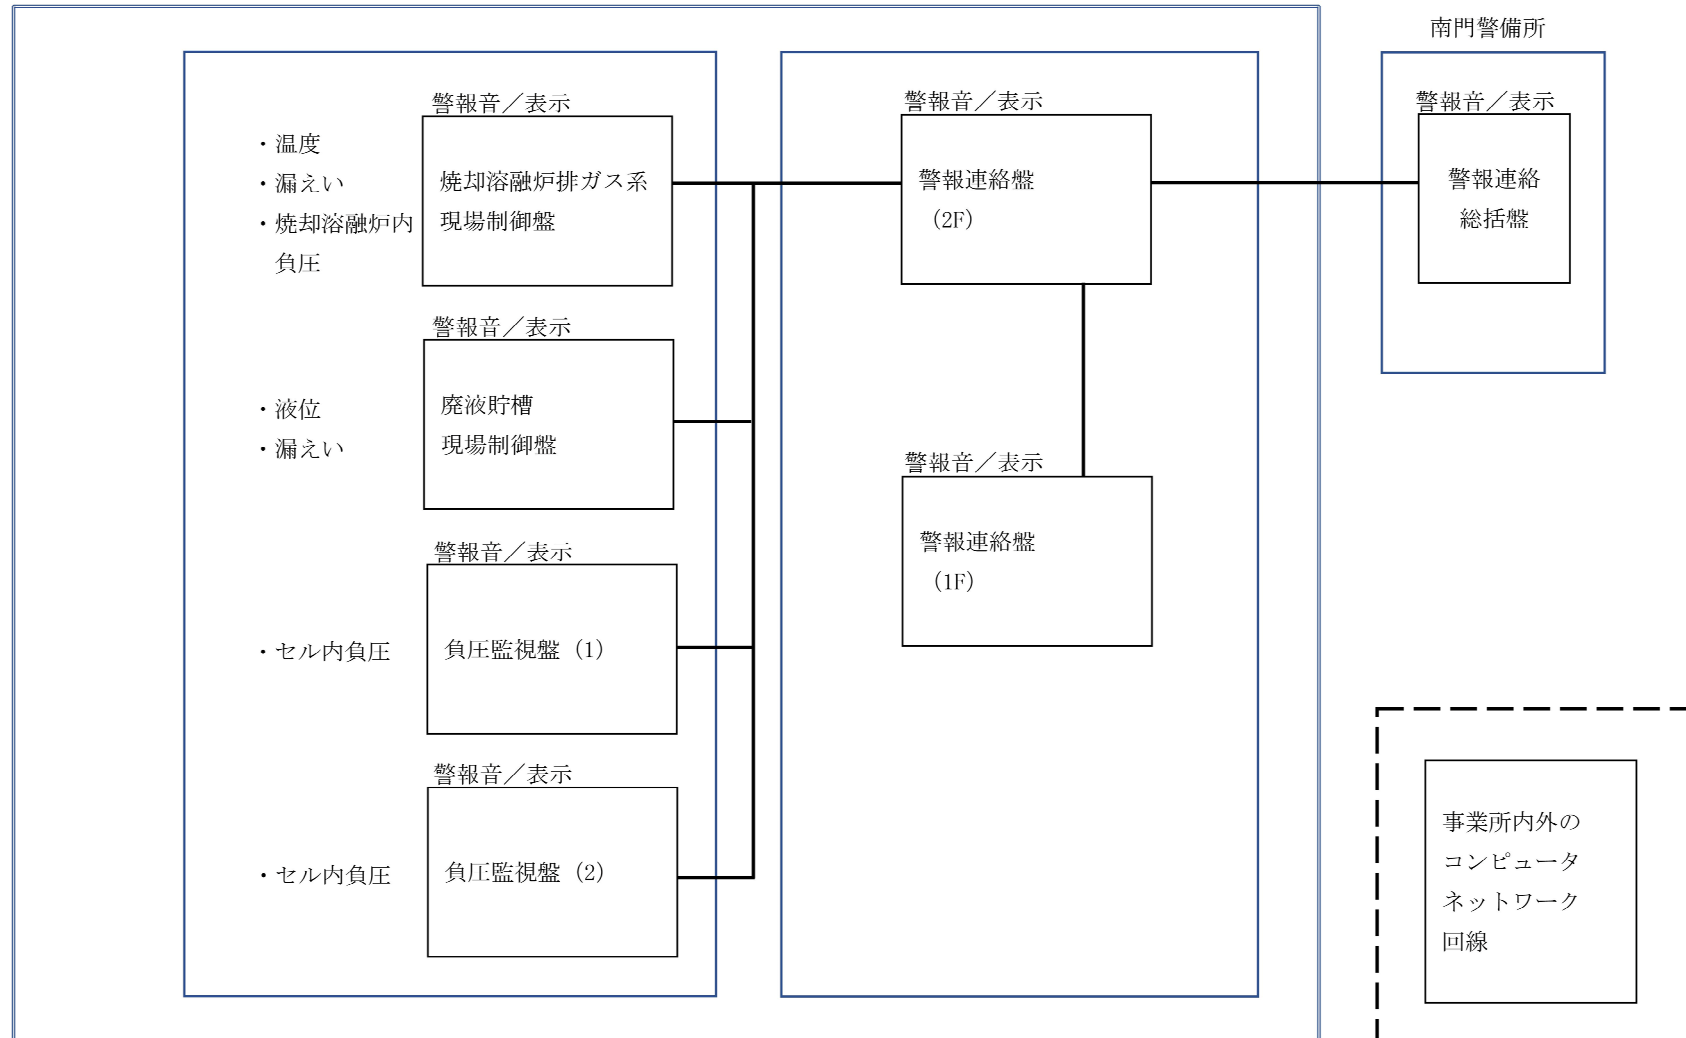 南門警備所
警報音／表示
・温度
・漏えい
・焼却溶融炉内
負圧
焼却溶融炉排ガス系
現場制御盤
警報音／表示
・液位
・漏えい
廃液貯槽
現場制御盤
警報音／表示
・セル内負圧
負圧監視盤（1）
警報音／表示
・セル内負圧
負圧監視盤（2）
警報音／表示
警報連絡盤
（2F）
警報音／表示
警報連絡盤
（1F）
警報音／表示
警報連絡
総括盤
事業所内外の
コンピュータ
ネットワーク
回線